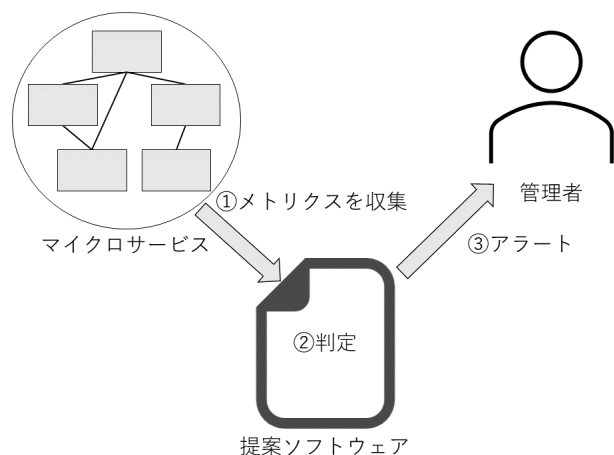 ①メトリクスを収集
マイクロサービス
管理者
③アラート
②判定
提案ソフトウェア